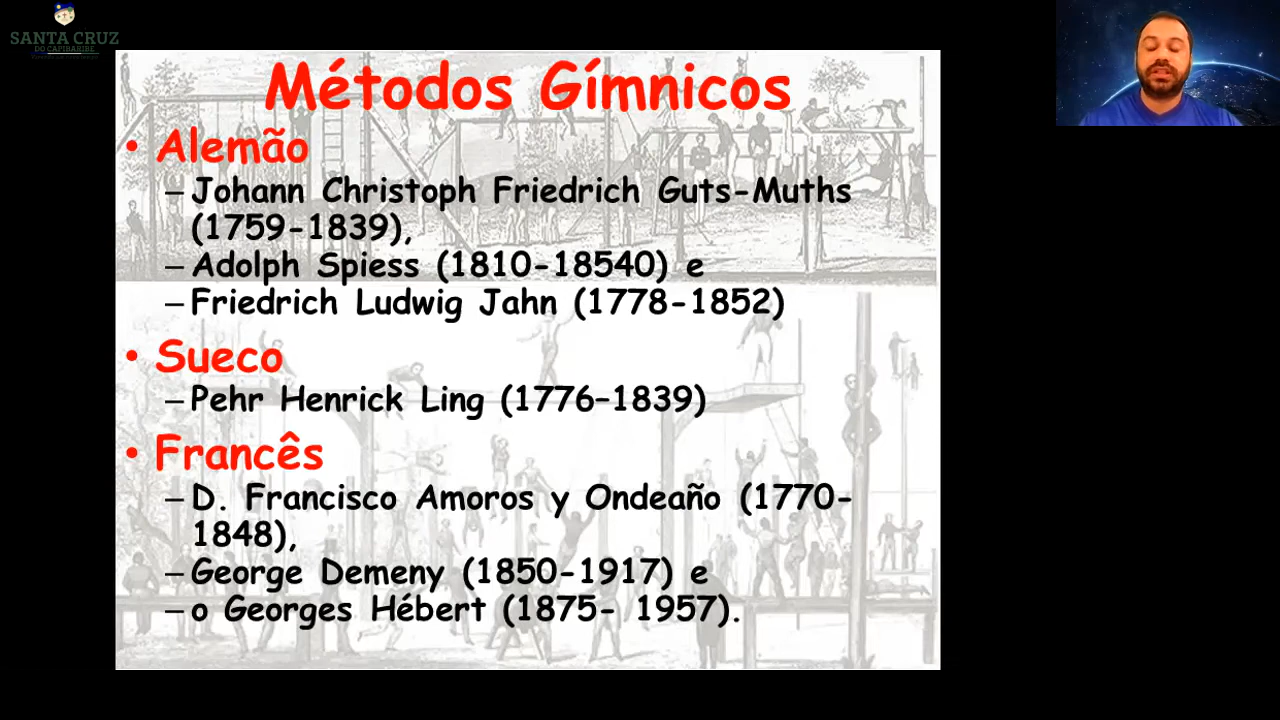 SANTA CRUZ
DO CAPIBARIBE
Métodos Gímnicos
• Alemão
– Johann Christoph Friedrich Guts-Muths
(1759-1839),
– Adolph Spiess (1810-18540) e
– Friedrich Ludwig Jahn (1778-1852)
• Sueco
– Pehr Henrick Ling (1776–1839)
• Francês
– D. Francisco Amoros y Ondeaño (1770-
1848),
– George Demeny (1850-1917) e
– o Georges Hébert (1875- 1957).